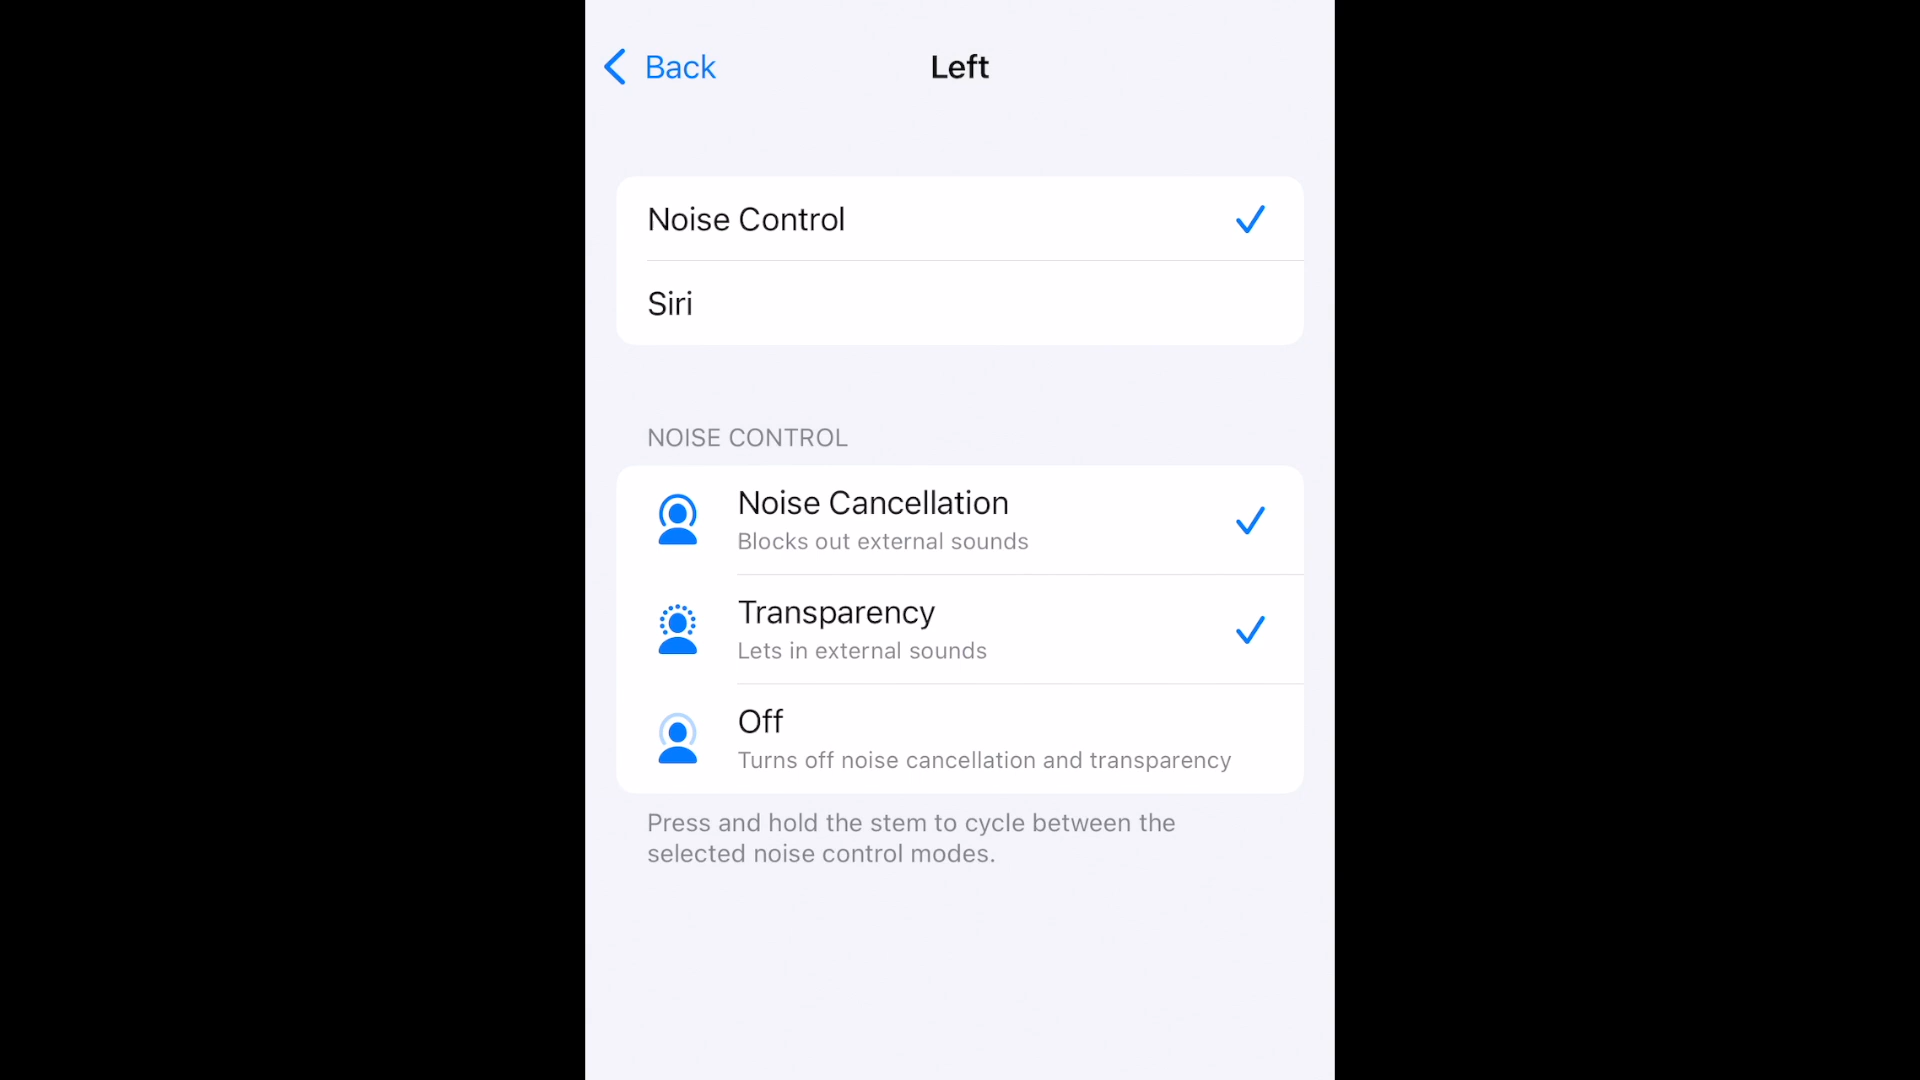 Back
Left
Noise Control
Siri
NOISE CONTROL
Noise Cancellation
Blocks out external sounds
Transparency
Lets in external sounds
Off
Turns off noise cancellation and transparency
Press and hold the stem to cycle between the
selected noise control modes.